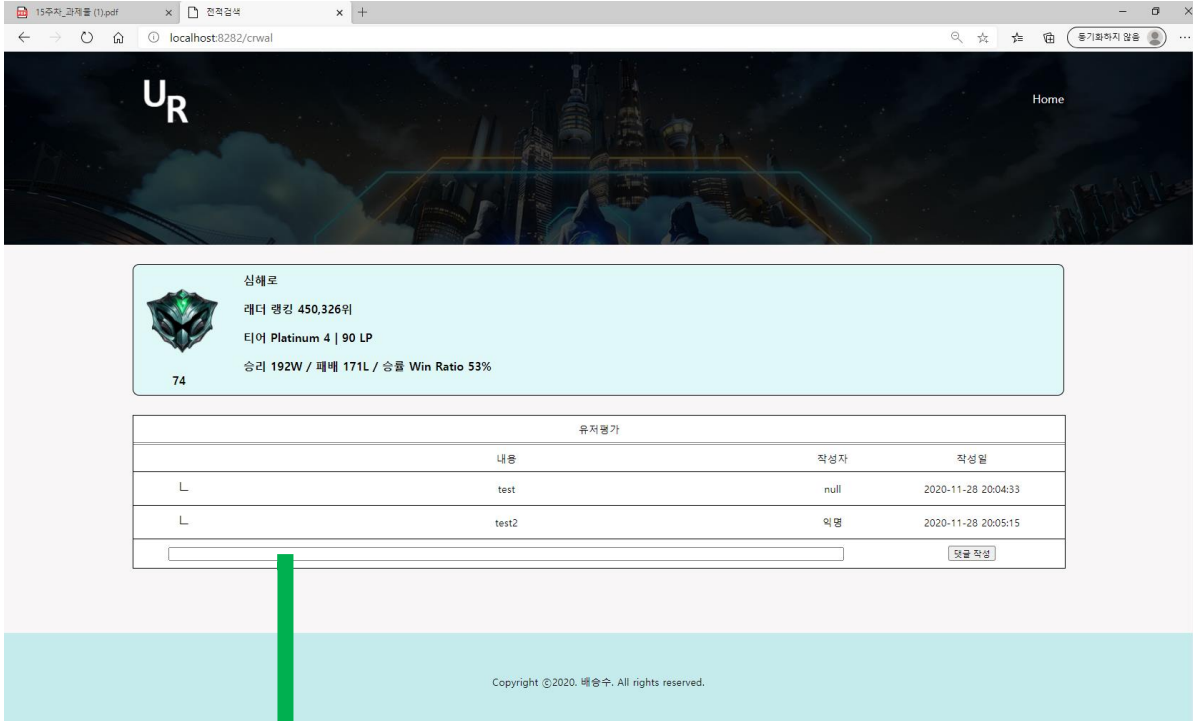 15주차_과제물 (1).pdf
전적검색
localhost:8282/crwal
동기화하지 않음
UR
Home
심해로
래더 랭킹 450,326위
티어 Platinum 4 | 90 LP
승리 192W / 패배 171L / 승률 Win Ratio 53%
74
유저평가
내용 작성자 작성일
ㄴ test null 2020-11-28 20:04:33
ㄴ test2 익명 2020-11-28 20:05:15
댓글 작성
Copyright ⓒ2020. 배승수. All rights reserved.